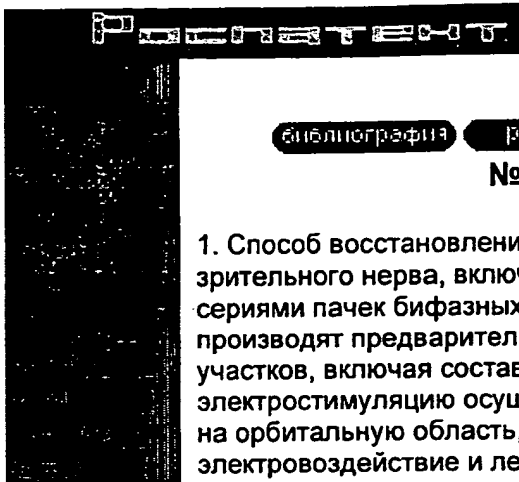 Роспатент
библиография р
№
1. Способ восстановлени
зрительного нерва, включ
сериями пачек бифазных
производят предварител
участков, включая состав
электростимуляцию осущ
на орбитальную область,
электровоздействие и ле